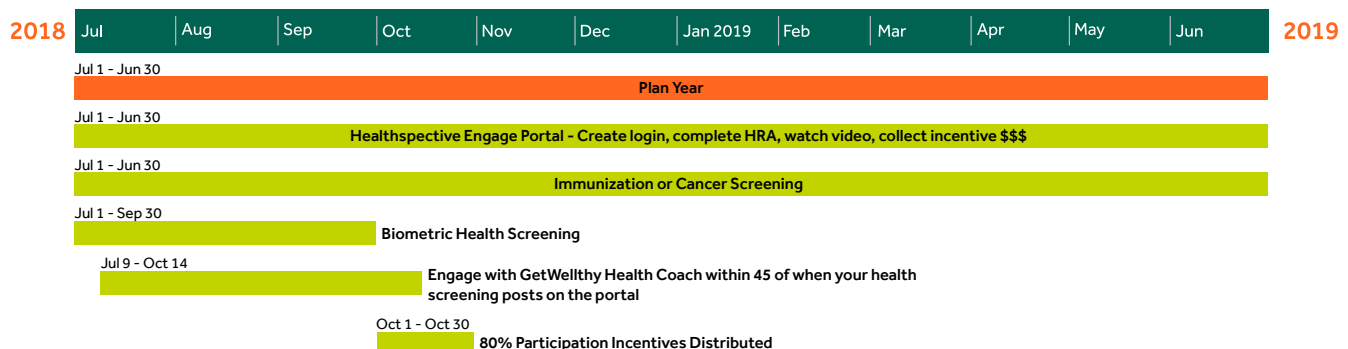 2018 Jul Aug Sep Oct Nov Dec Jan 2019 Feb Mar Apr May Jun 2019
Jul 1 - Jun 30
Plan Year
Jul 1 - Jun 30
Healthspective Engage Portal - Create login, complete HRA, watch video, collect incentive $$$
Jul 1 - Jun 30
Immunization or Cancer Screening
Jul 1 - Sep 30
Biometric Health Screening
Jul 9 - Oct 14
Engage with GetWellthy Health Coach within 45 of when your health
screening posts on the portal
Oct 1 - Oct 30
80% Participation Incentives Distributed